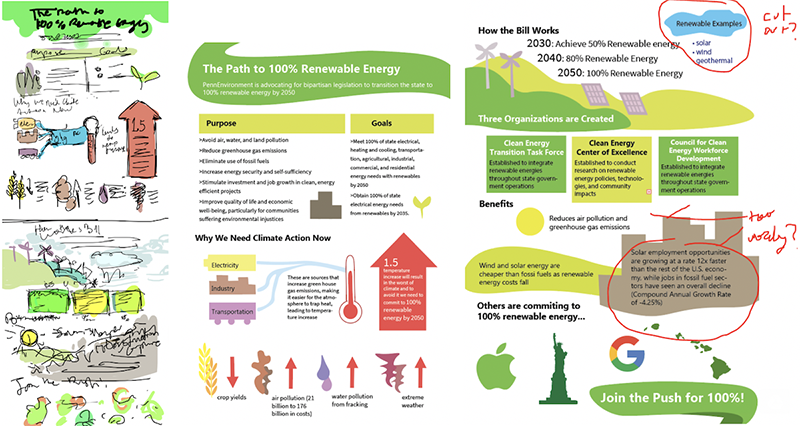 The Path to
100% Renewable Energy
Purpose
Goals
Why We Need Climate
Action Now
1.5
How
Bill
The Path to 100% Renewable Energy
PennEnvironment is advocating for bipartisan legislation to transition the state to
100% renewable energy by 2050
Purpose
>Avoid air, water, and land pollution
>Reduce greenhouse gas emissions
>Eliminate use of fossil fuels
>Increase energy security and self-sufficiency
>Stimulate investment and job growth in clean, energy
efficient projects
>Improve quality of life and economic
well-being, particularly for communities
suffering environmental injustices
Goals
>Meet 100% of state electrical,
heating and cooling, transporta-
tion, agricultural, industrial,
commercial, and residential
energy needs with renewables
by 2050
>Obtain 100% of state
electrical energy needs
from renewables by 2035.
Why We Need Climate Action Now
Electricity
Industry
Transportation
These are sources that
increase green house
gas emissions, making
it easier for the atmo-
sphere to trap heat,
leading to tempera-
ture increase
1.5
temperature
increase will result
in the worst of
climate and to
avoid it we need to
commit to 100%
renewable
energy by 2050
crop yields
air pollution (21
billion to 176
billion in costs)
water pollution
from fracking
extreme
weather
How the Bill Works
2030: Achieve 50% Renewable energy
2040: 80% Renewable Energy
2050: 100% Renewable Energy
Renewable Examples
• solar
• wind
geothermal
cut
out?
Three Organizations are Created
Clean Energy
Transition Task Force
Established to integrate
renewable energies
throughout state gover-
nment operations
Clean Energy
Center of Excellence
Established to conduct
research on renewable
energy policies, technolo-
gies, and community
impacts
Council for Clean
Energy Workforce
Development
Established to integrate
renewable energies
throughout state gover-
nment operations
Benefits
Reduces air pollution and
greenhouse gas emissions
too
wordy?
Wind and solar energy are
cheaper than fossil fuels as renewable
energy costs fall
Solar employment opportunities
are growing at a rate 12x faster
than the rest of the U.S. econo-
my, while jobs in fossil fuel sec-
tors have seen an overall decline
(Compound Annual Growth Rate
of -4.25%)
Others are commiting to
100% renewable energy...
G
Join the Push for 100%!